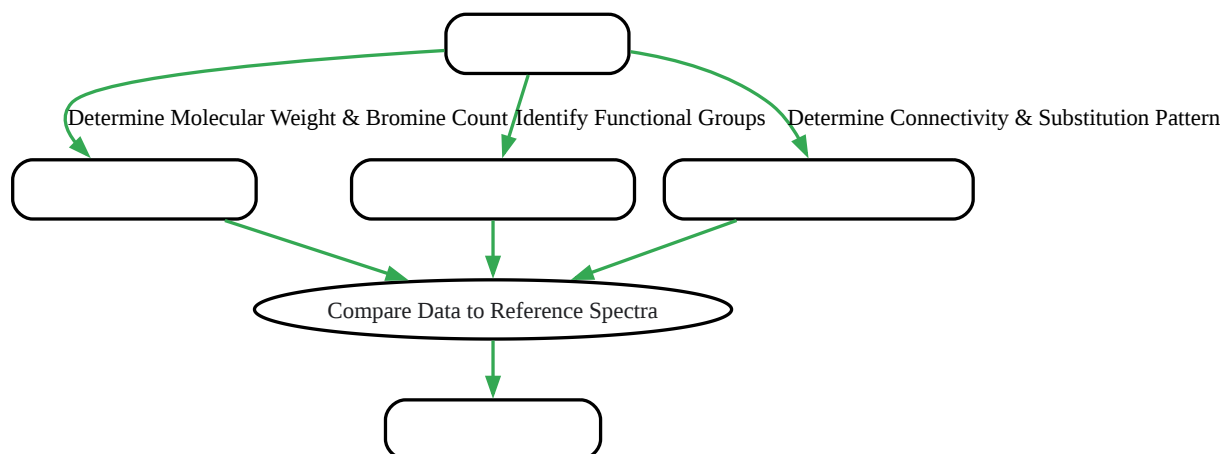 Determine Molecular Weight & Bromine Count
Identify Functional Groups
Determine Connectivity & Substitution Pattern
Compare Data to Reference Spectra